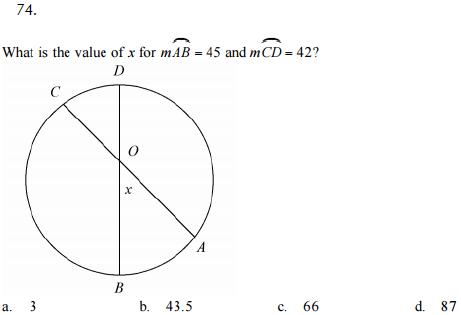 74.
What is the value of x for mAB = 45 and mCD = 42?
D
C
O
x
A
B
a. 3 b. 43.5 c. 66 d. 87